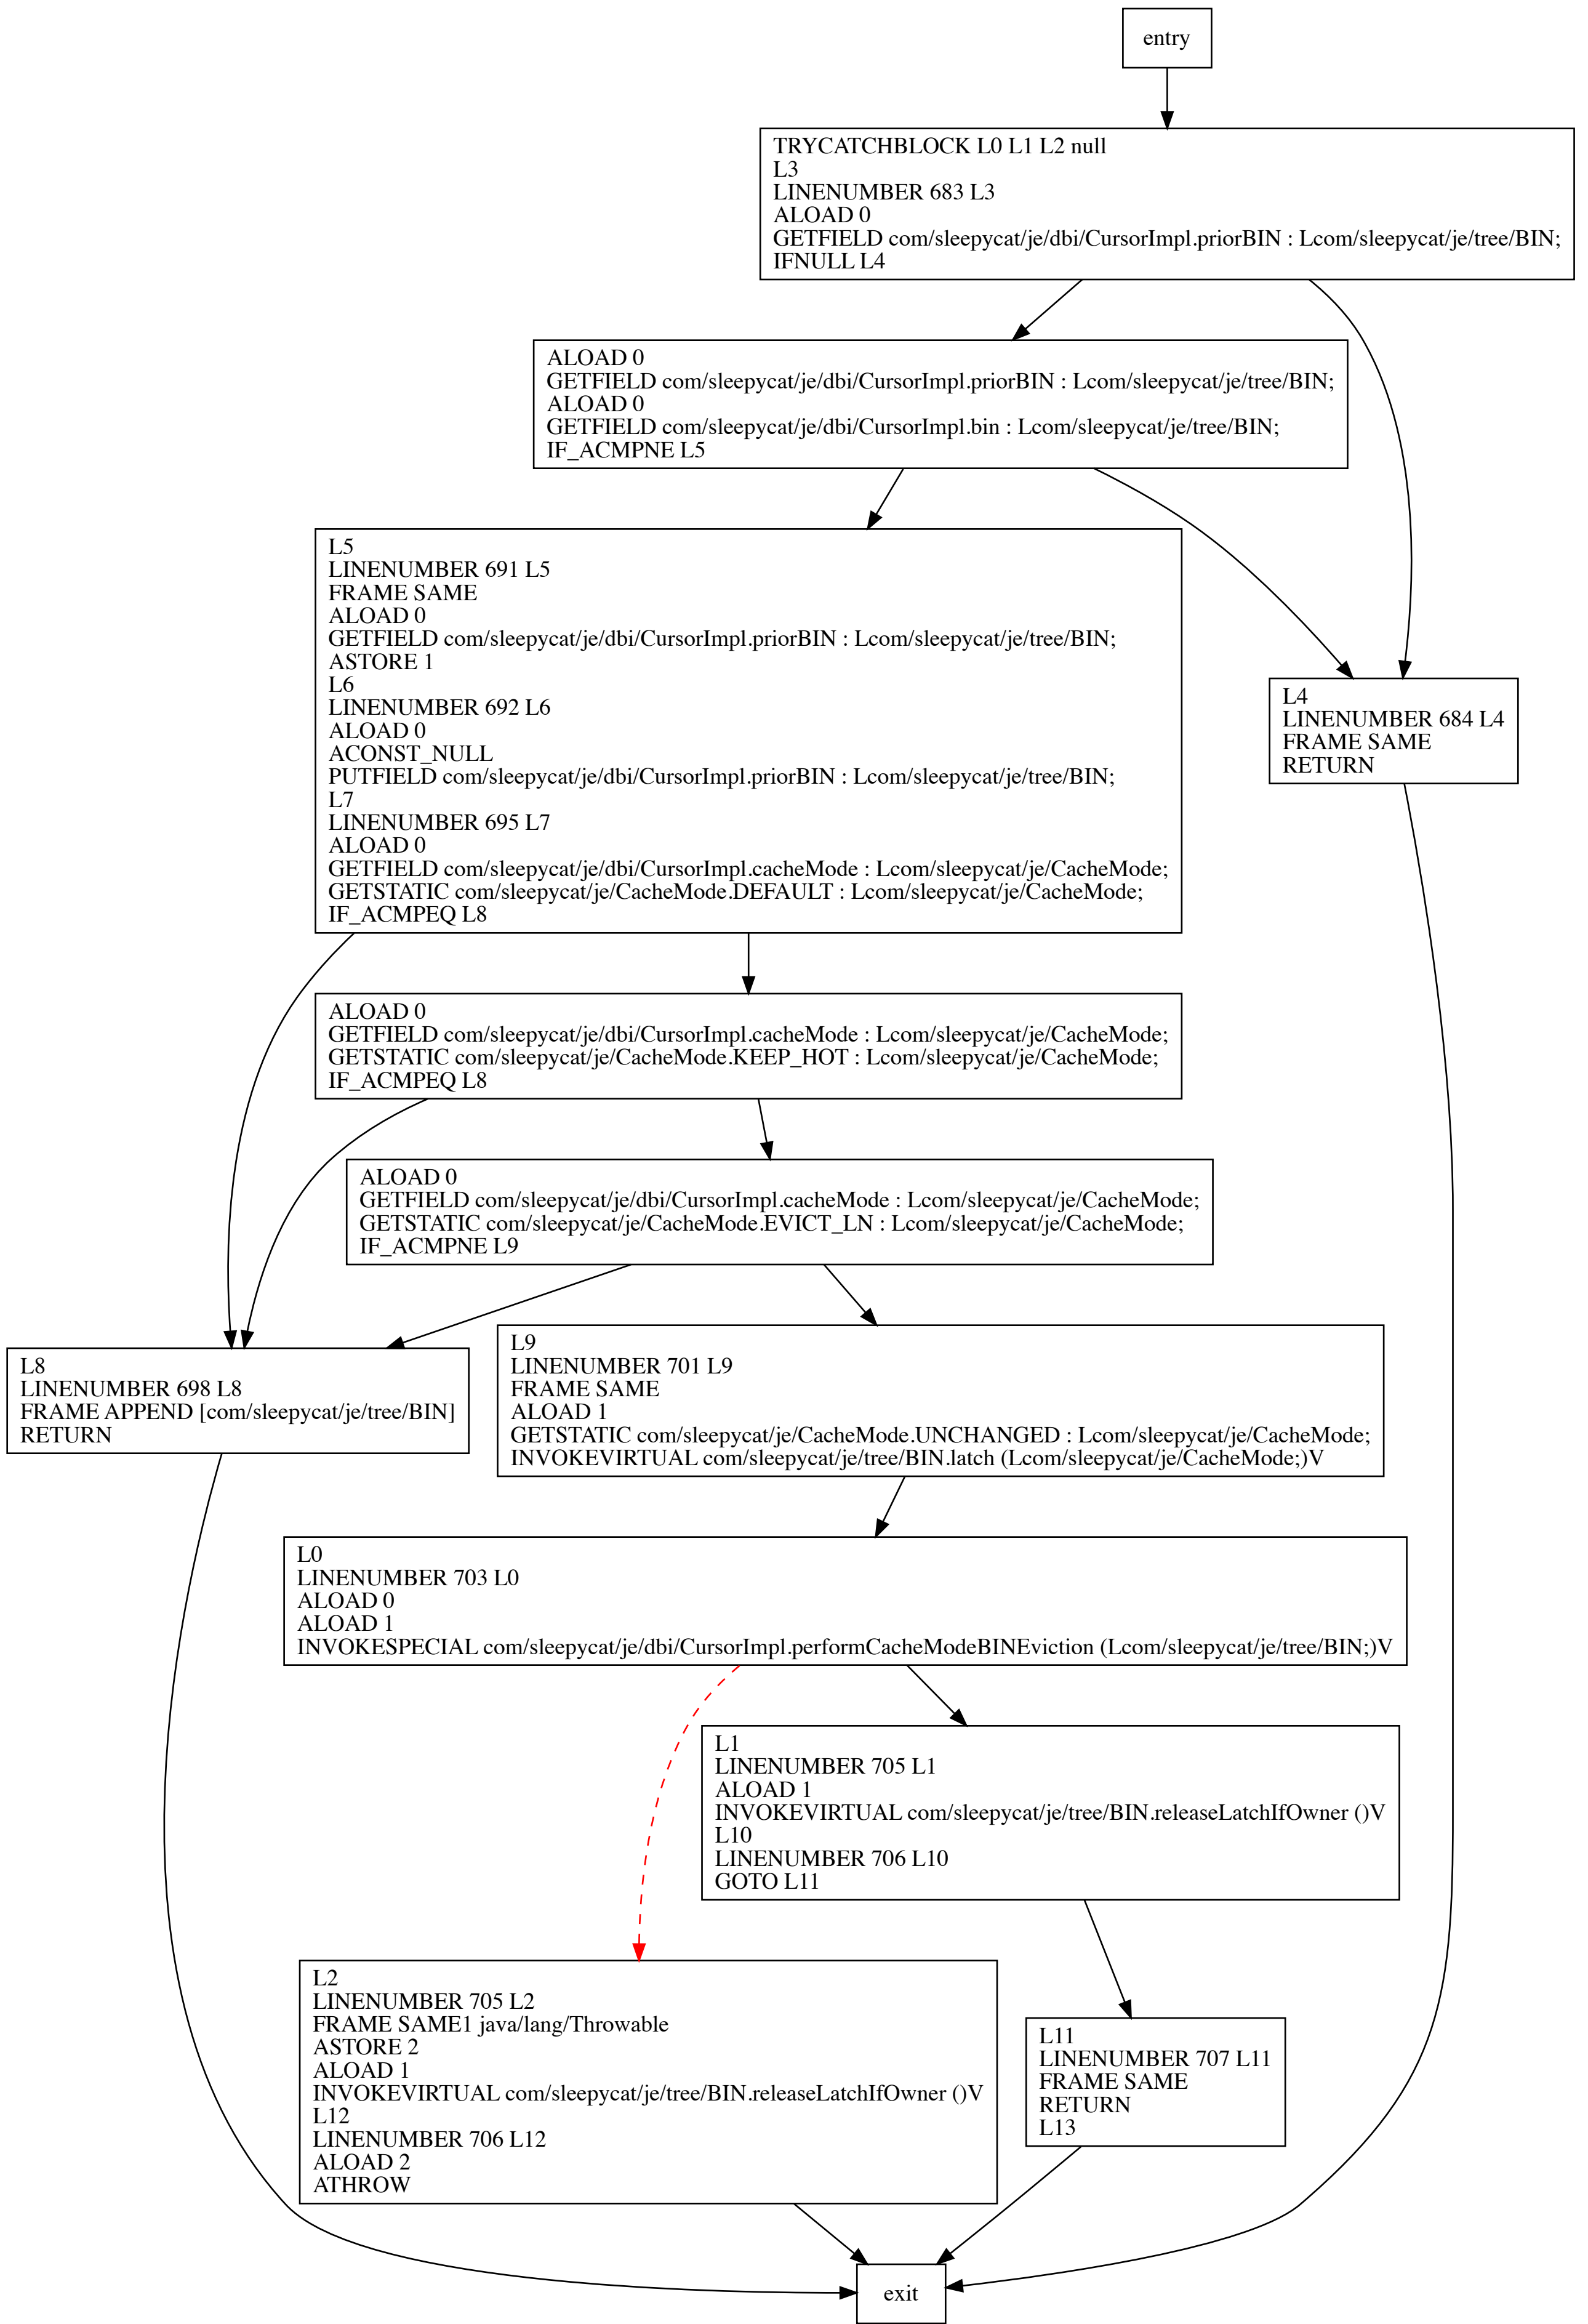 entry
TRYCATCHBLOCK L0 L1 L2 null
L3
LINENUMBER 683 L3
ALOAD 0
GETFIELD com/sleepycat/je/dbi/CursorImpl.priorBIN : Lcom/sleepycat/je/tree/BIN;
IFNULL L4
ALOAD 0
GETFIELD com/sleepycat/je/dbi/CursorImpl.priorBIN : Lcom/sleepycat/je/tree/BIN;
ALOAD 0
GETFIELD com/sleepycat/je/dbi/CursorImpl.bin : Lcom/sleepycat/je/tree/BIN;
IF_ACMPNE L5
L5
LINENUMBER 691 L5
FRAME SAME
ALOAD 0
GETFIELD com/sleepycat/je/dbi/CursorImpl.priorBIN : Lcom/sleepycat/je/tree/BIN;
ASTORE 1
L6
LINENUMBER 692 L6
ALOAD 0
ACONST_NULL
PUTFIELD com/sleepycat/je/dbi/CursorImpl.priorBIN : Lcom/sleepycat/je/tree/BIN;
L7
LINENUMBER 695 L7
ALOAD 0
GETFIELD com/sleepycat/je/dbi/CursorImpl.cacheMode : Lcom/sleepycat/je/CacheMode;
GETSTATIC com/sleepycat/je/CacheMode.DEFAULT : Lcom/sleepycat/je/CacheMode;
IF_ACMPEQ L8
L4
LINENUMBER 684 L4
FRAME SAME
RETURN
ALOAD 0
GETFIELD com/sleepycat/je/dbi/CursorImpl.cacheMode : Lcom/sleepycat/je/CacheMode;
GETSTATIC com/sleepycat/je/CacheMode.KEEP_HOT : Lcom/sleepycat/je/CacheMode;
IF_ACMPEQ L8
ALOAD 0
GETFIELD com/sleepycat/je/dbi/CursorImpl.cacheMode : Lcom/sleepycat/je/CacheMode;
GETSTATIC com/sleepycat/je/CacheMode.EVICT_LN : Lcom/sleepycat/je/CacheMode;
IF_ACMPNE L9
L8
LINENUMBER 698 L8
FRAME APPEND [com/sleepycat/je/tree/BIN]
RETURN
L9
LINENUMBER 701 L9
FRAME SAME
ALOAD 1
GETSTATIC com/sleepycat/je/CacheMode.UNCHANGED : Lcom/sleepycat/je/CacheMode;
INVOKEVIRTUAL com/sleepycat/je/tree/BIN.latch (Lcom/sleepycat/je/CacheMode;)V
L0
LINENUMBER 703 L0
ALOAD 0
ALOAD 1
INVOKESPECIAL com/sleepycat/je/dbi/CursorImpl.performCacheModeBINEviction (Lcom/sleepycat/je/tree/BIN;)V
L1
LINENUMBER 705 L1
ALOAD 1
INVOKEVIRTUAL com/sleepycat/je/tree/BIN.releaseLatchIfOwner ()V
L10
LINENUMBER 706 L10
GOTO L11
L2
LINENUMBER 705 L2
FRAME SAME1 java/lang/Throwable
ASTORE 2
ALOAD 1
INVOKEVIRTUAL com/sleepycat/je/tree/BIN.releaseLatchIfOwner ()V
L12
LINENUMBER 706 L12
ALOAD 2
ATHROW
L11
LINENUMBER 707 L11
FRAME SAME
RETURN
L13
exit